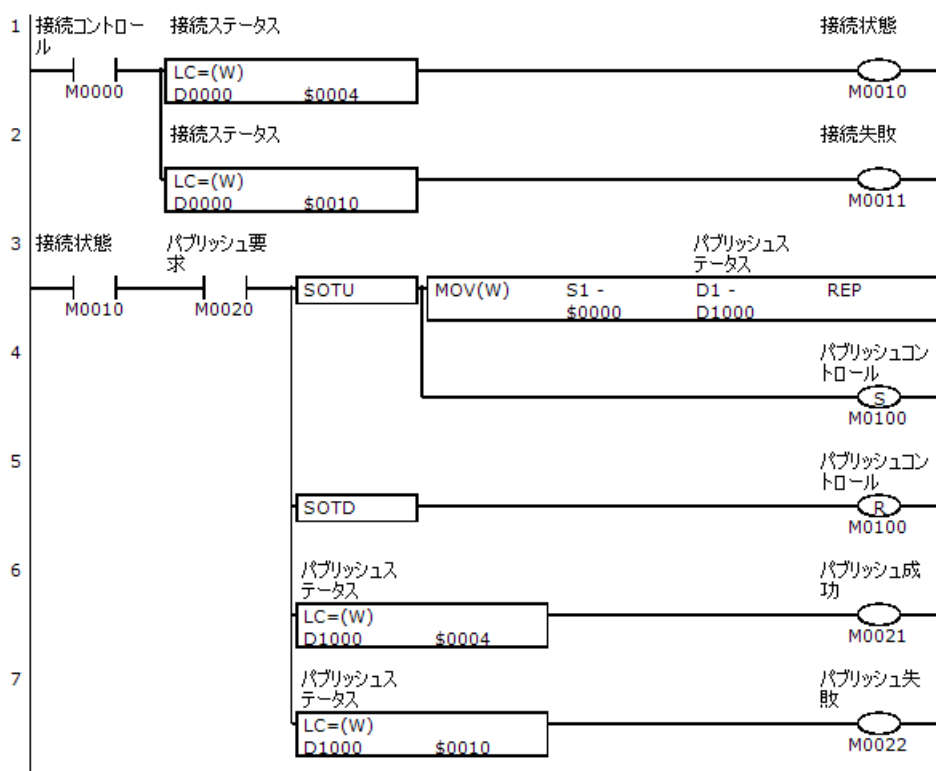 1 接続コントロー
ル
接続ステータス
接続状態
LC=(W)
D0000 $0004
M0000
M0010
2 接続ステータス
接続失敗
LC=(W)
D0000 $0010
M0011
3 接続状態
パブリッシュ要
求
パブリッシュス
テータス
SOTU
MOV(W) S1 - D1 - REP
$0000 D1000
M0010 M0020
4 パブリッシュコン
トロール
S
M0100
5 パブリッシュコン
トロール
SOTD
R
M0100
6 パブリッシュス
テータス
パブリッシュ成
功
LC=(W)
D1000 $0004
M0021
7 パブリッシュス
テータス
パブリッシュ失
敗
LC=(W)
D1000 $0010
M0022